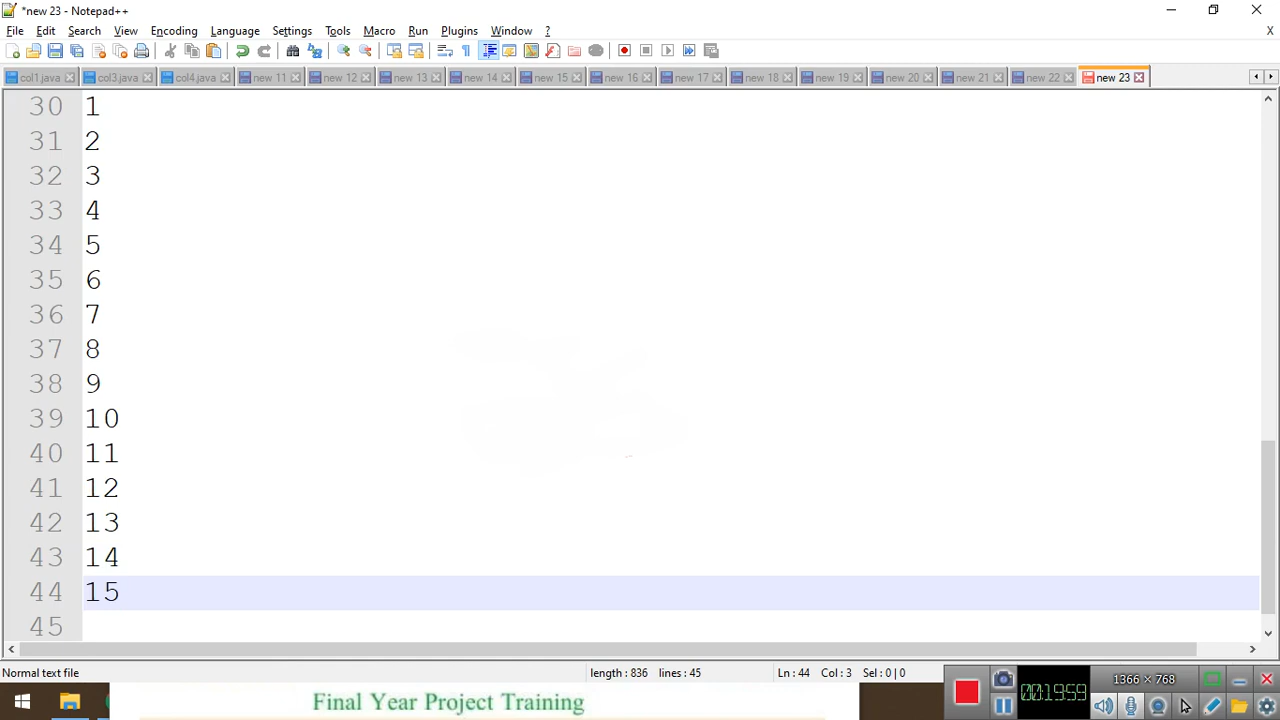 *new 23 - Notepad++
File Edit Search View Encoding Language Settings Tools Macro Run Plugins Window ? X
col1.java col3.java col4.java new 11 new 12 new 13 new 14 new 15 new 16 new 17 new 18 new 19 new 20 new 21 new 22 new 23
30 1
31 2
32 3
33 4
34 5
35 6
36 7
37 8
38 9
39 10
40 11
41 12
42 13
43 14
44 15
45
Normal text file length : 836 lines : 45 Ln : 44 Col : 3 Sel : 0 | 0
1366 × 768
00:19:59
Final Year Project Training